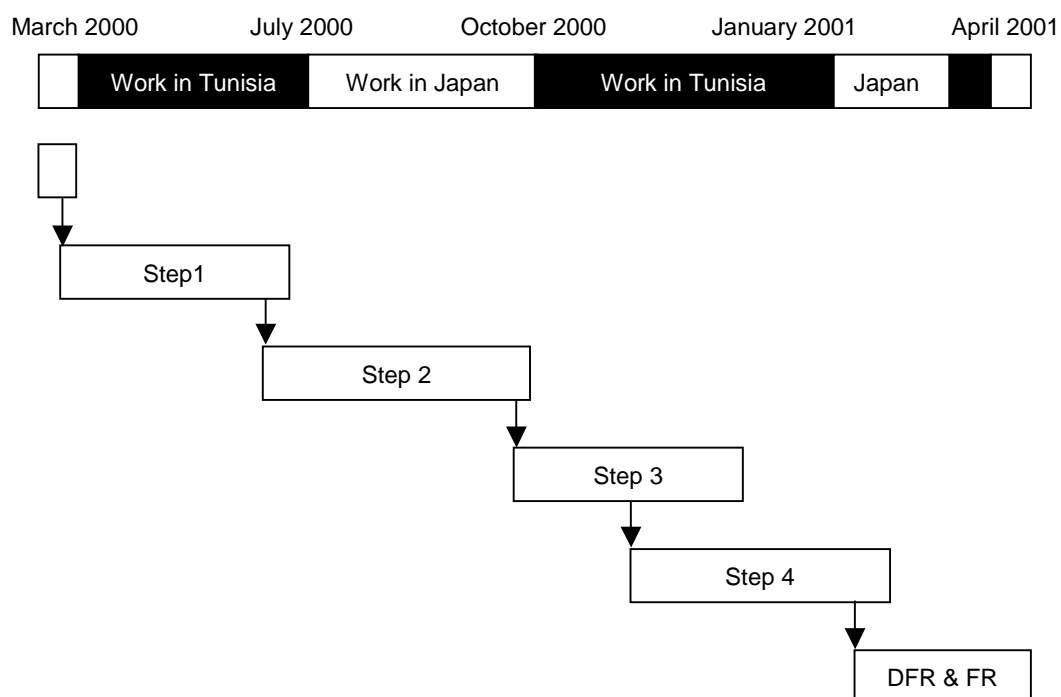 March 2000 July 2000 October 2000 January 2001 April 2001
Work in Tunisia Work in Japan Work in Tunisia Japan
Step1
Step 2
Step 3
Step 4
DFR & FR